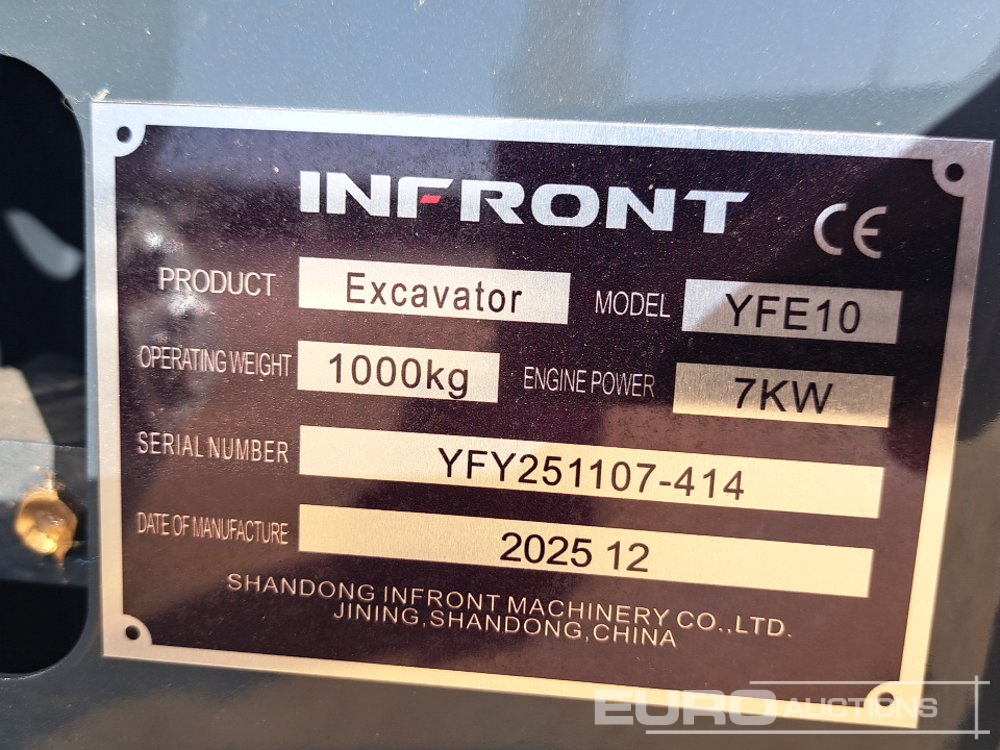 INFRONT
CE
PRODUCT Excavator MODEL YFE10
OPERATING WEIGHT 1000kg ENGINE POWER 7KW
SERIAL NUMBER YFY251107-414
DATE OF MANUFACTURE 2025 12
SHANDONG INFRONT MACHINERY CO.,LTD.
JINING,SHANDONG,CHINA
EURO AUCTIONS